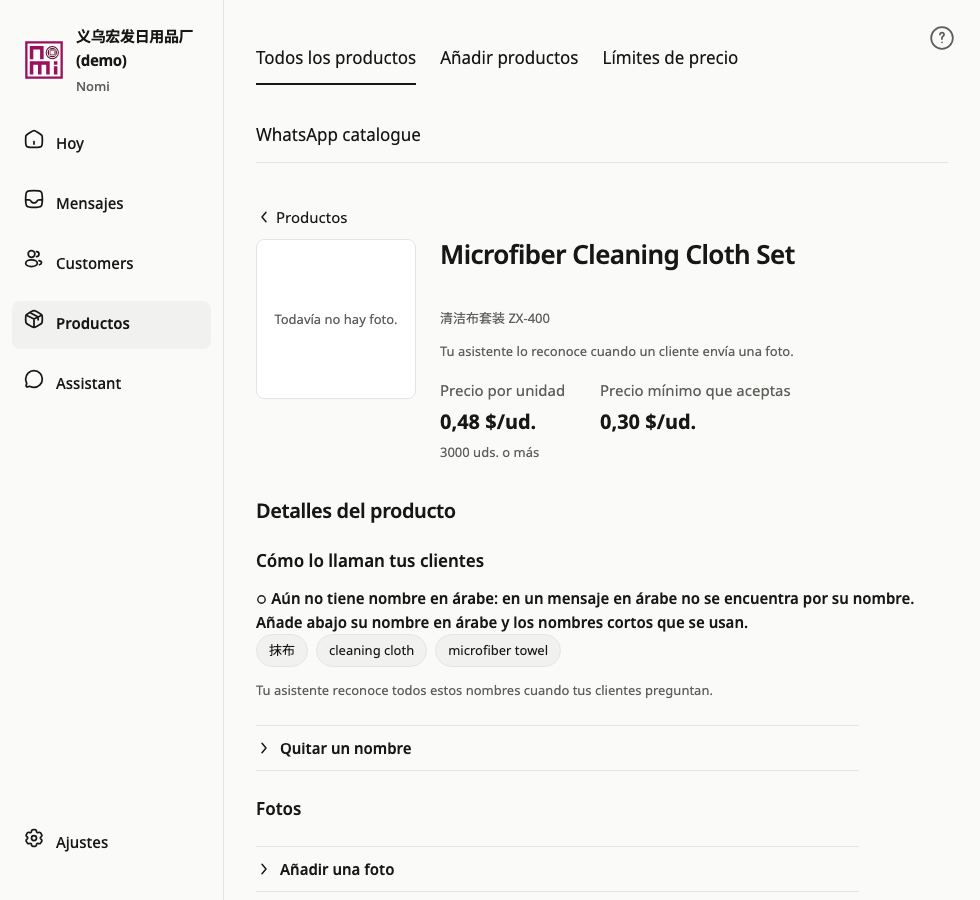 义乌宏发日用品厂
(demo)
Nomi
Hoy
Mensajes
Customers
Productos
Assistant
Ajustes
Todos los productos
Añadir productos
Límites de precio
WhatsApp catalogue
Productos
Todavía no hay foto.
Microfiber Cleaning Cloth Set
清洁布套装 ZX-400
Tu asistente lo reconoce cuando un cliente envía una foto.
Precio por unidad
0,48 $/ud.
3000 uds. o más
Precio mínimo que aceptas
0,30 $/ud.
Detalles del producto
Cómo lo llaman tus clientes
Aún no tiene nombre en árabe: en un mensaje en árabe no se encuentra por su nombre.
Añade abajo su nombre en árabe y los nombres cortos que se usan.
抹布
cleaning cloth
microfiber towel
Tu asistente reconoce todos estos nombres cuando tus clientes preguntan.
Quitar un nombre
Fotos
Añadir una foto